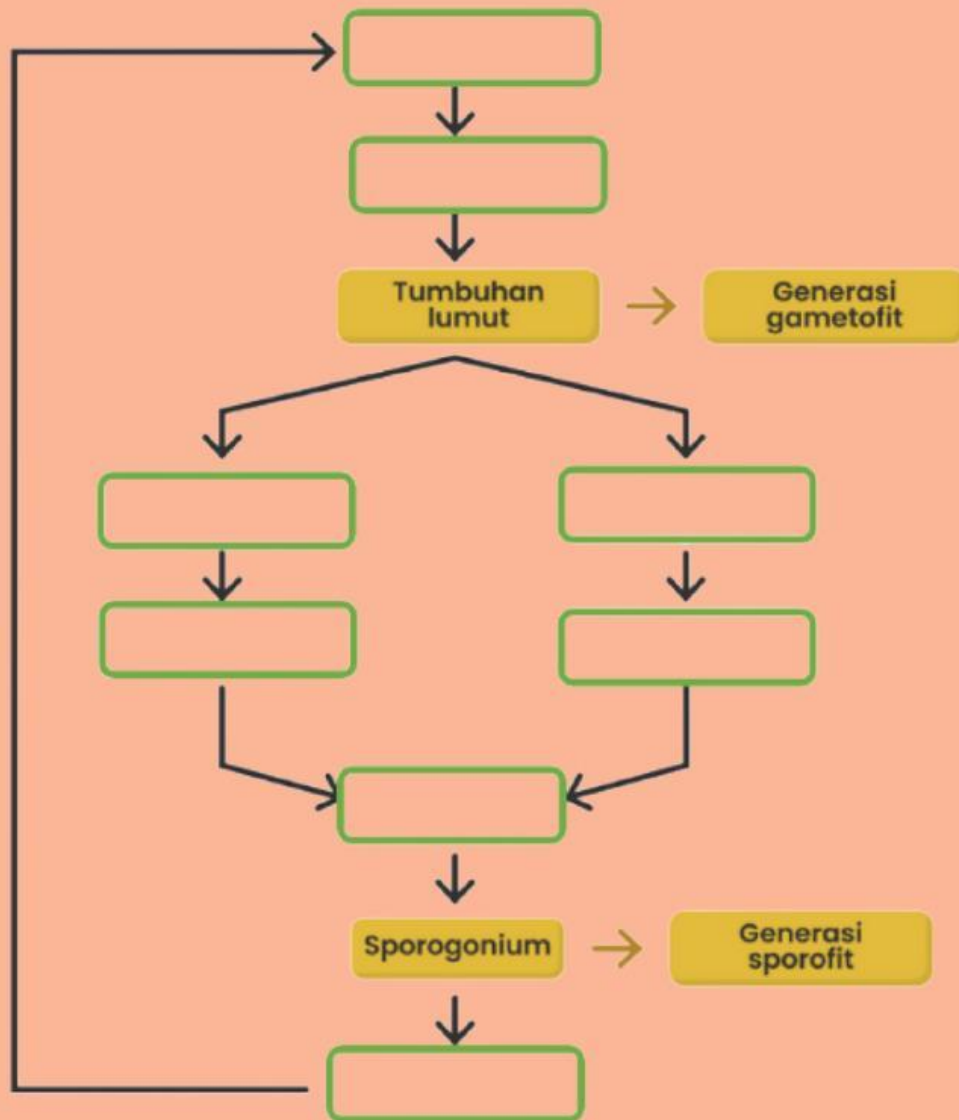 Tumbuhan
lumut
Generasi
gametofit
Sporogonium
Generasi
sporofit